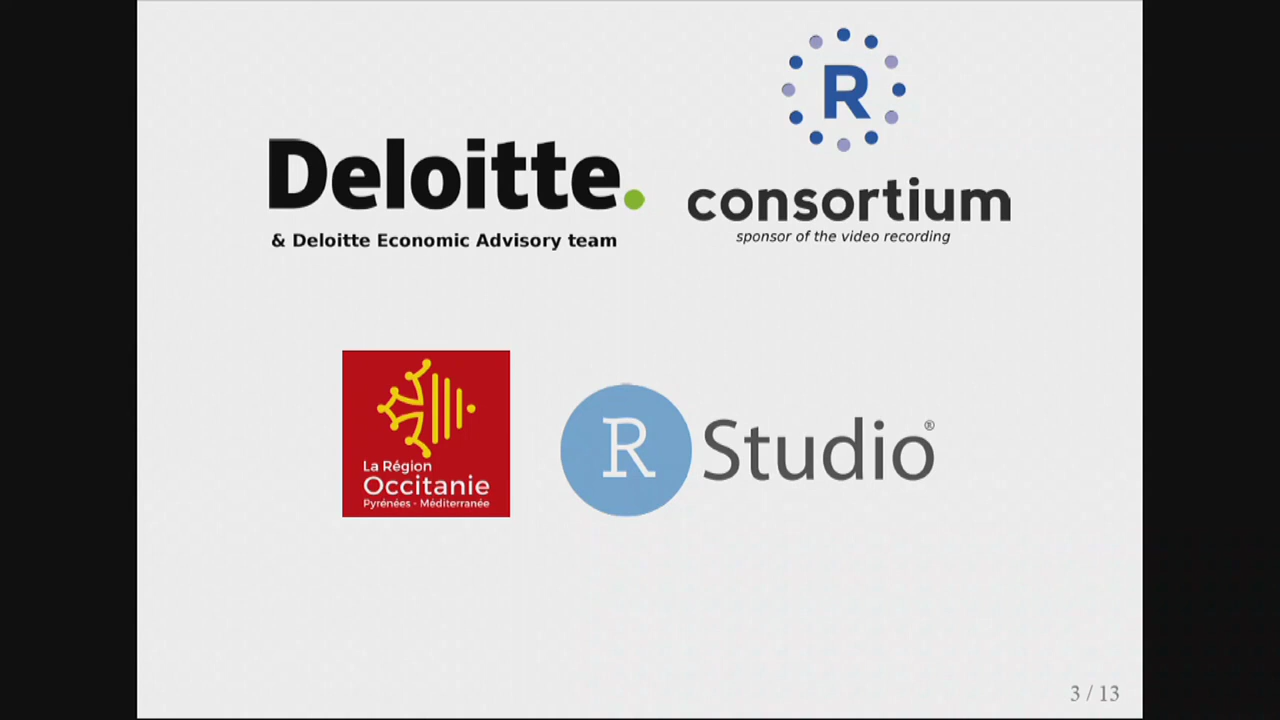 R
consortium
sponsor of the video recording
Deloitte.
& Deloitte Economic Advisory team
La Région
Occitanie
Pyrénées - Méditerranée
R Studio®
3 / 13